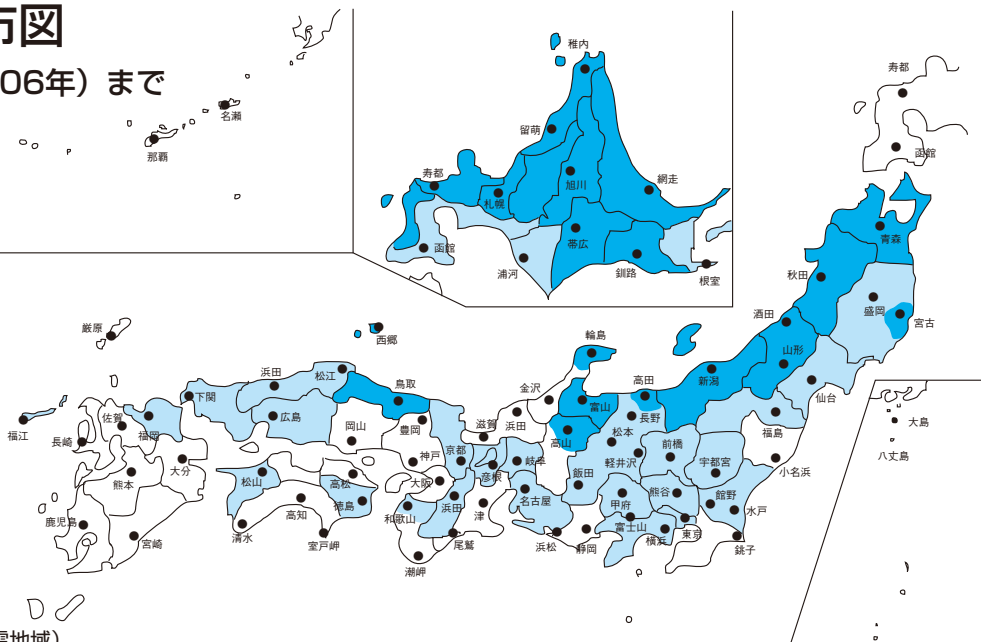 市図
06年）まで
稚内
留萌
寿都
旭川
網走
札幌
函館
帯広
浦河
釧路
根室
名瀬
那覇
寿都
函館
青森
秋田
盛岡
宮古
酒田
山形
仙台
輪島
新潟
高田
福島
小名浜
厳原
西郷
浜田
松江
鳥取
下関
広島
岡山
豊岡
金沢
滋賀
浜田
富山
高山
長野
松本
軽井沢
前橋
宇都宮
福江
佐賀
福岡
長崎
大分
熊本
鹿児島
宮崎
松山
高松
高知
徳島
清水
室戸岬
神戸
京都
大阪
和歌山
浜田
津
尾鷲
潮岬
彦根
岐阜
名古屋
浜松
静岡
飯田
甲府
熊谷
富士山
横浜
東京
館野
水戸
銚子
大島
八丈島
地域）